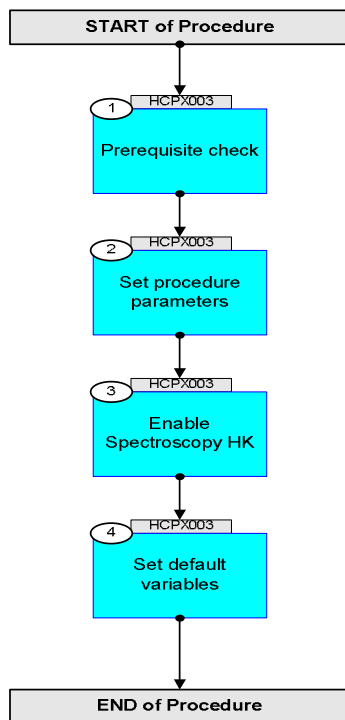 START of Procedure
HCPX003
1
Prerequisite check
HCPX003
2
Set procedure
parameters
HCPX003
3
Enable
Spectroscopy HK
HCPX003
4
Set default
variables
END of Procedure